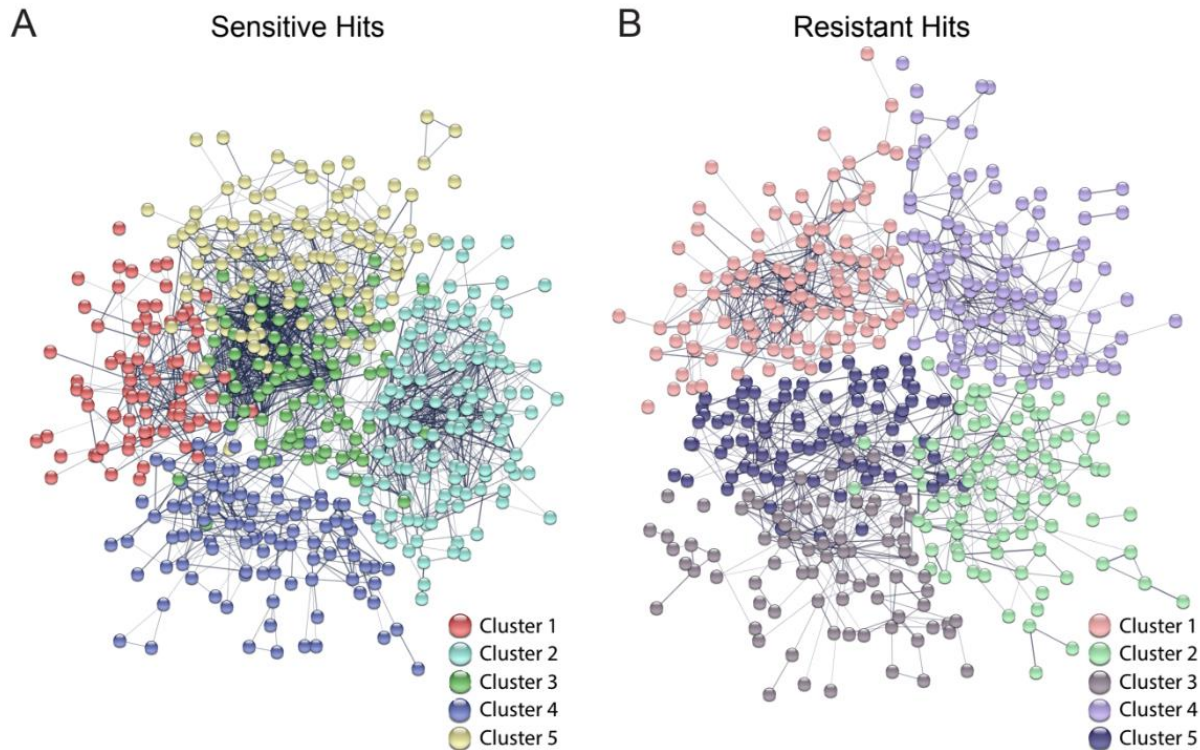 A
Sensitive Hits
Cluster 1
Cluster 2
Cluster 3
Cluster 4
Cluster 5
B
Resistant Hits
Cluster 1
Cluster 2
Cluster 3
Cluster 4
Cluster 5